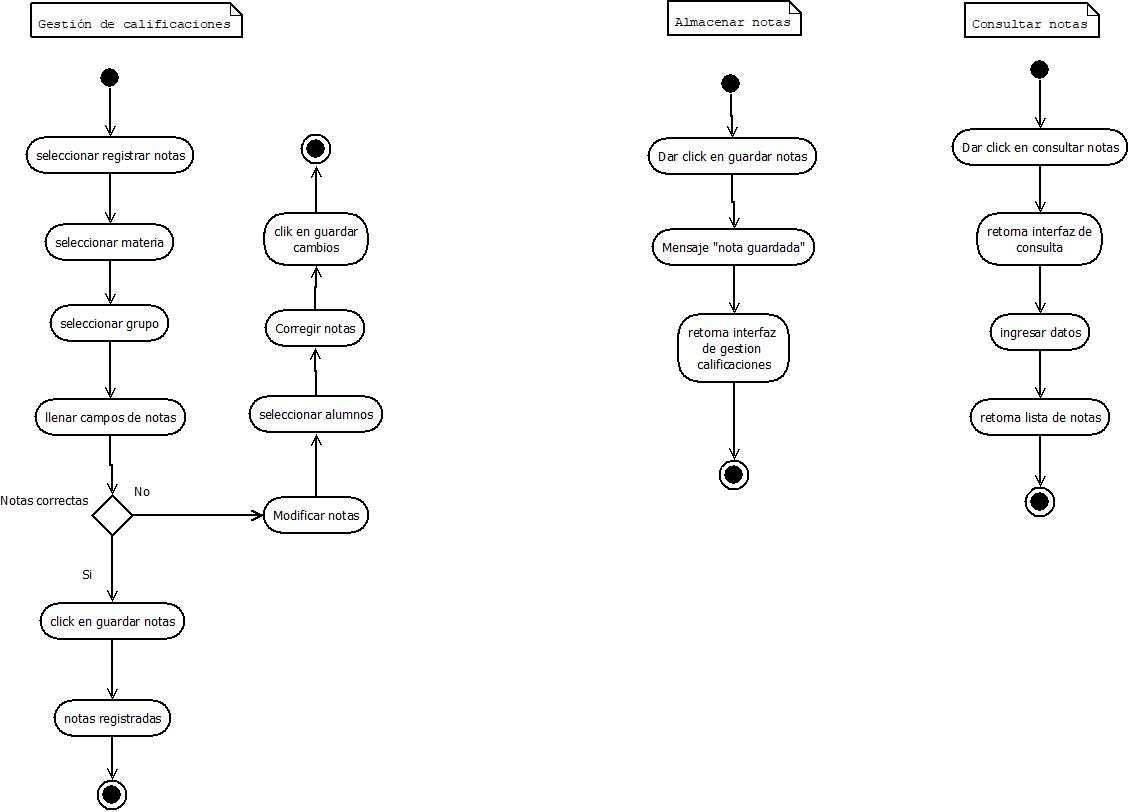 Gestión de calificaciones
seleccionar registrar notas
seleccionar materia
seleccionar grupo
llenar campos de notas
Notas correctas
No
Si
click en guardar notas
notas registradas
Modificar notas
seleccionar alumnos
Corregir notas
clik en guardar
cambios
Almacenar notas
Dar click en guardar notas
Mensaje "nota guardada"
retorna interfaz
de gestion
calificaciones
Consultar notas
Dar click en consultar notas
retorna interfaz de
consulta
ingresar datos
retorna lista de notas